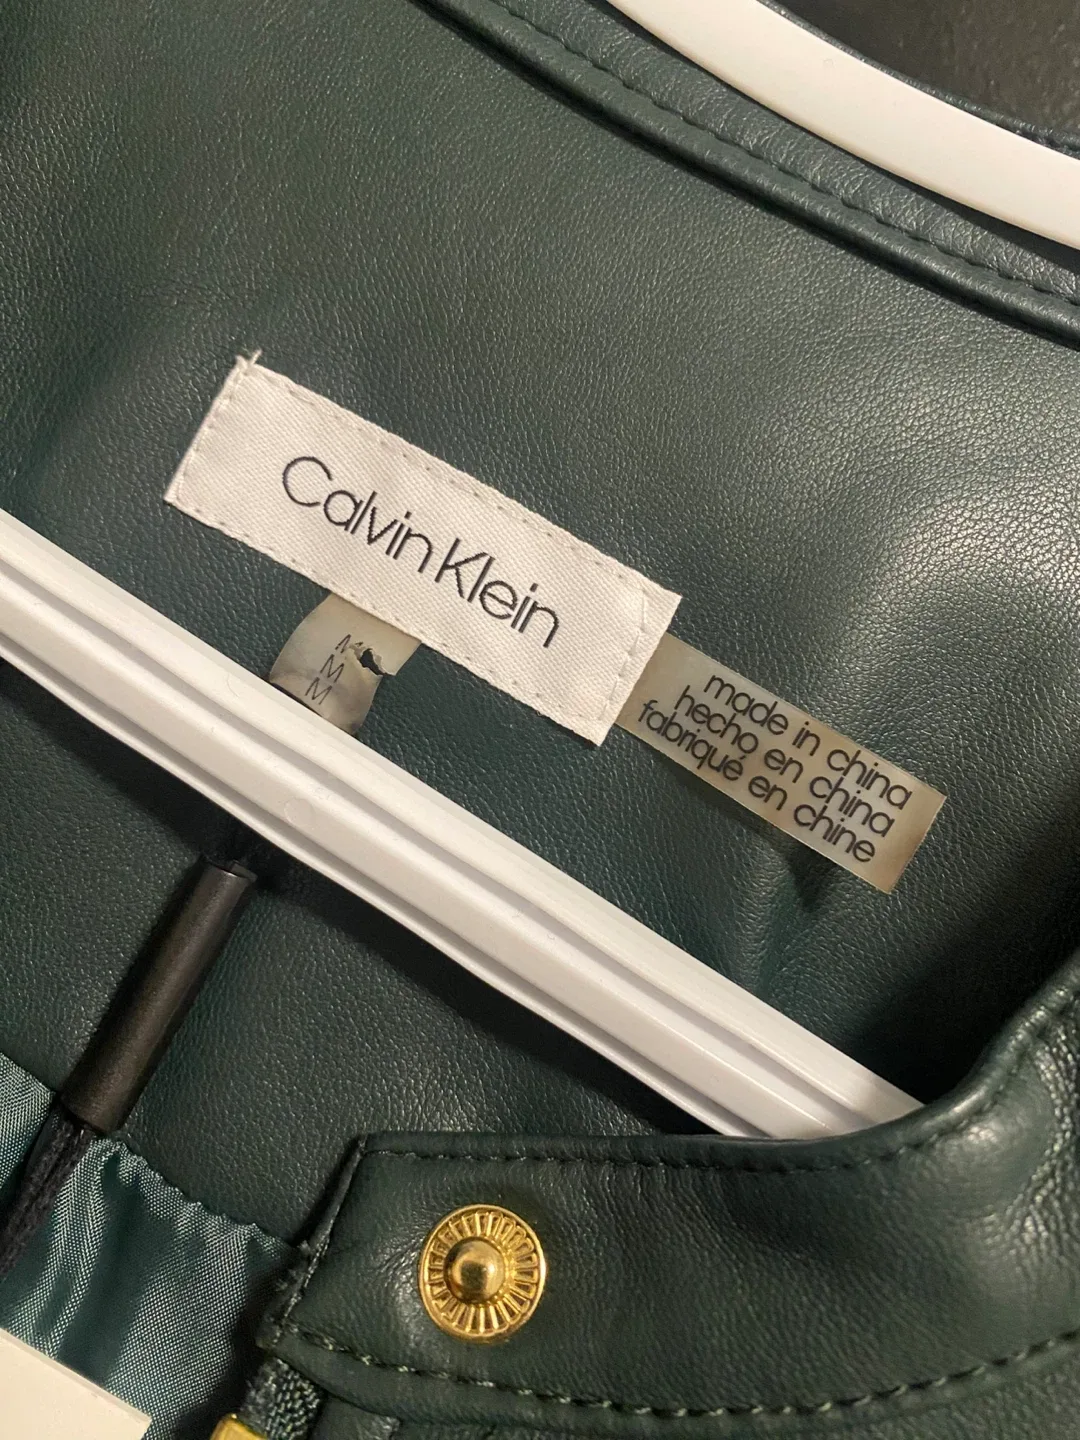 Calvin Klein
M
M
M
made in china
hecho en china
fabriqué en chine